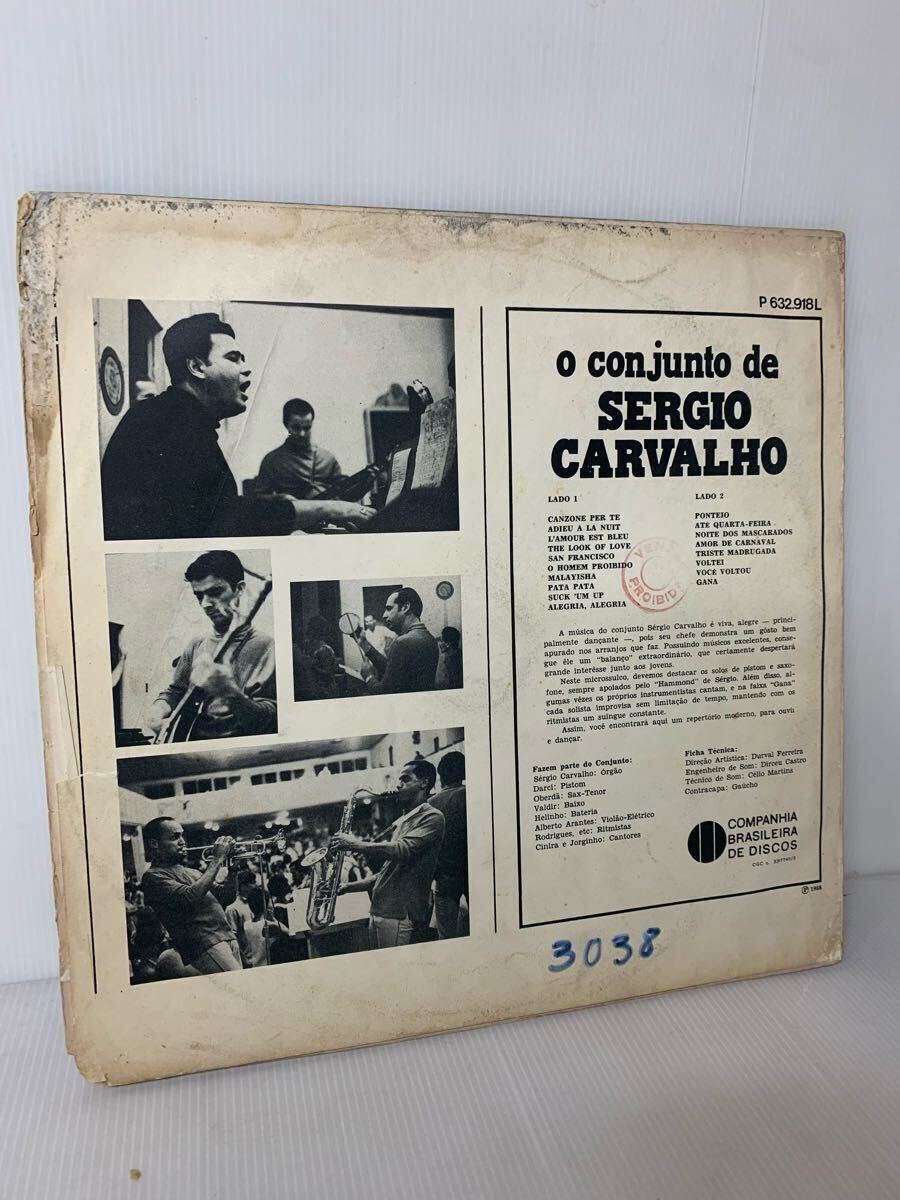 P 632.918 L
o conjunto de
SERGIO
CARVALHO
LADO 1
CANZONE PER TE
ADIEU À LA NUIT
L'AMOUR EST BLEU
THE LOOK OF LOVE
SAN FRANCISCO
O HOMEM PROIBIDO
MALAYISHA
PATA PATA
SUCK 'UM UP
ALEGRIA, ALEGRIA
LADO 2
PONTEIO
ATÉ QUARTA-FEIRA
NOITE DOS MASCARADOS
AMOR DE CARNAVAL
TRISTE MADRUGADA
VOLTEI
VOCÊ VOLTOU
GANA
A música do conjunto Sérgio Carvalho é viva, alegre — princi-
palmente dançante —, pois seu chefe demonstra um gôsto bem
apurado nos arranjos que faz. Possuindo músicos excelentes, conse-
gue êle um "balanço" extraordinário, que certamente despertará
grande interêsse junto aos jovens.
Neste microssulco, devemos destacar os solos de pistom e saxo-
fone, sempre apoiados pelo "Hammond" de Sérgio. Além disso, al-
gumas vêzes os próprios instrumentistas cantam, e na faixa "Gana"
cada solista improvisa sem limitação de tempo, mantendo com os
ritmistas um suingue constante.
Assim, você encontrará aqui um repertório moderno, para ouvir
e dançar.
Fazem parte do Conjunto:
Sérgio Carvalho: Órgão
Darci: Pistom
Oberdã: Sax-Tenor
Valdir: Baixo
Helinho: Bateria
Alberto Arantes: Violão-Elétrico
Rodrigues, etc: Ritmistas
Cinira e Jorginho: Cantores
Ficha Técnica:
Direção Artística: Durval Ferreira
Engenheiro de Som: Dirceu Castro
Técnico de Som: Célio Martins
Contracapa: Gaúcho
COMPANHIA
BRASILEIRA
DE DISCOS
℗ 1968
3038